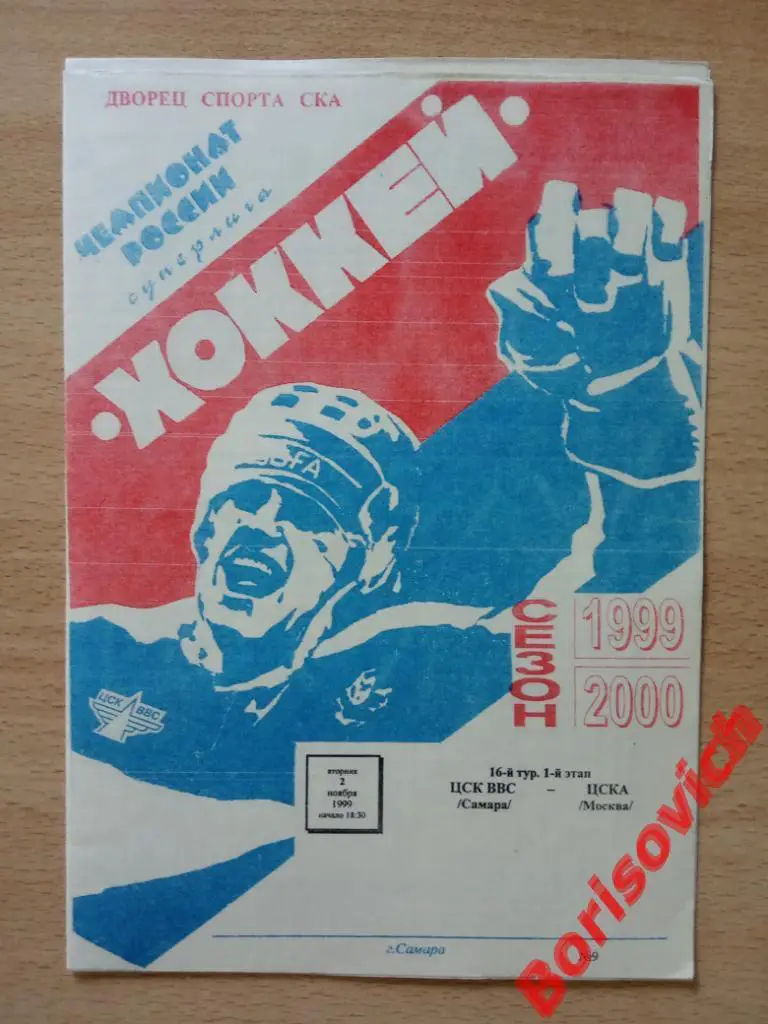 ДВОРЕЦ СПОРТА СКА
ЧЕМПИОНАТ
РОССИИ
суперлига
·ХОККЕЙ·
ЦСК ВВС
СЕЗОН
1999
2000
вторник
2
ноября
1999
начало 18:30
16-й тур. 1-й этап
ЦСК ВВС – ЦСКА
/Самара/ /Москва/
г.Самара
№9
Borisovich